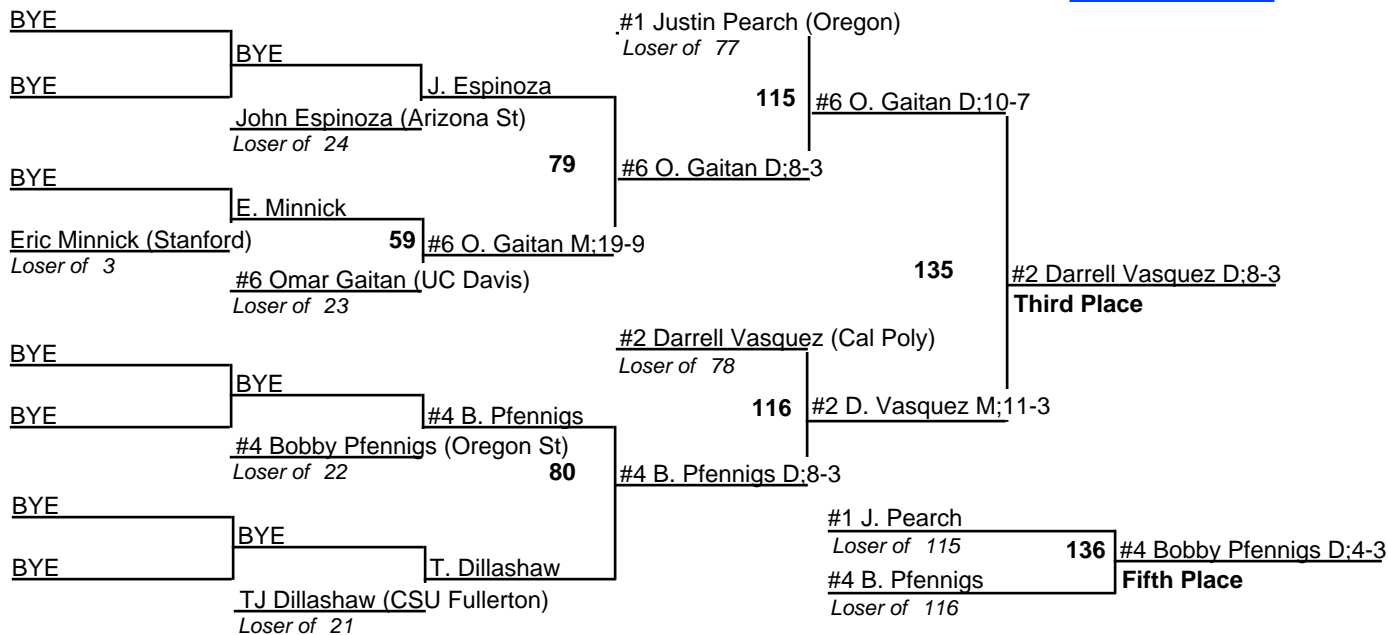 BYE
#1 Justin Pearch (Oregon)
Loser of 77
BYE
J. Espinoza
BYE
115
#6 O. Gaitan D;10-7
John Espinoza (Arizona St)
Loser of 24
79
#6 O. Gaitan D;8-3
BYE
E. Minnick
Eric Minnick (Stanford)
Loser of 3
59
#6 O. Gaitan M;19-9
#6 Omar Gaitan (UC Davis)
Loser of 23
135
#2 Darrell Vasquez D;8-3
Third Place
#2 Darrell Vasquez (Cal Poly)
Loser of 78
BYE
BYE
BYE
#4 B. Pfennigs
116
#2 D. Vasquez M;11-3
#4 Bobby Pfennigs (Oregon St)
Loser of 22
80
#4 B. Pfennigs D;8-3
BYE
BYE
BYE
T. Dillashaw
TJ Dillashaw (CSU Fullerton)
Loser of 21
#1 J. Pearch
Loser of 115
136
#4 Bobby Pfennigs D;4-3
Fifth Place
#4 B. Pfennigs
Loser of 116